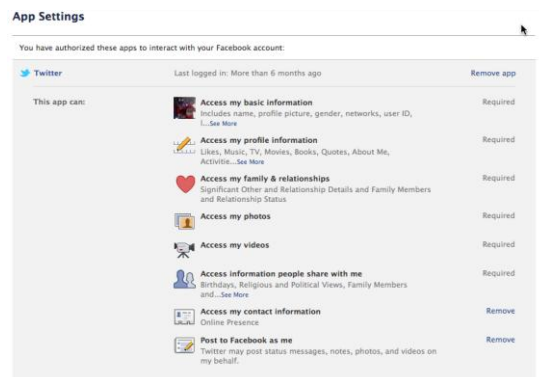 App Settings
You have authorized these apps to interact with your Facebook account:
Twitter Last logged in: More than 6 months ago Remove app
This app can: Access my basic information Required
Includes name, profile picture, gender, networks, user ID,
l...See More
Access my profile information Required
Likes, Music, TV, Movies, Books, Quotes, About Me,
Activitie...See More
Access my family & relationships Required
Significant Other and Relationship Details and Family Members
and Relationship Status
Access my photos Required
Access my videos Required
Access information people share with me Required
Birthdays, Religious and Political Views, Family Members
and...See More
Access my contact information Remove
Online Presence
Post to Facebook as me Remove
Twitter may post status messages, notes, photos, and videos on
my behalf.